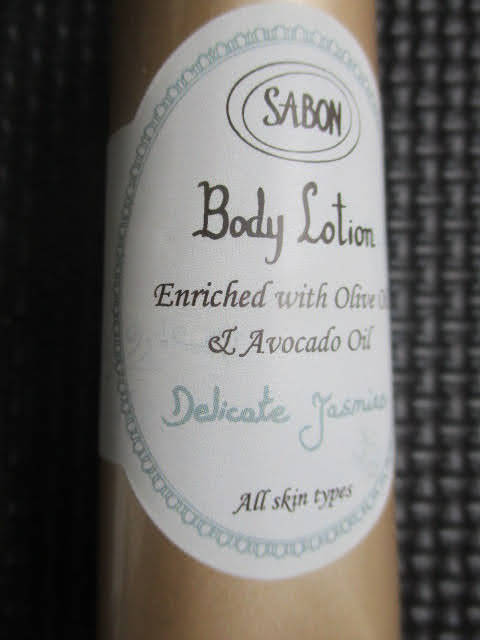 SABON
Body Lotion
Enriched with Olive
& Avocado Oil
Delicate Jasmine
All skin types